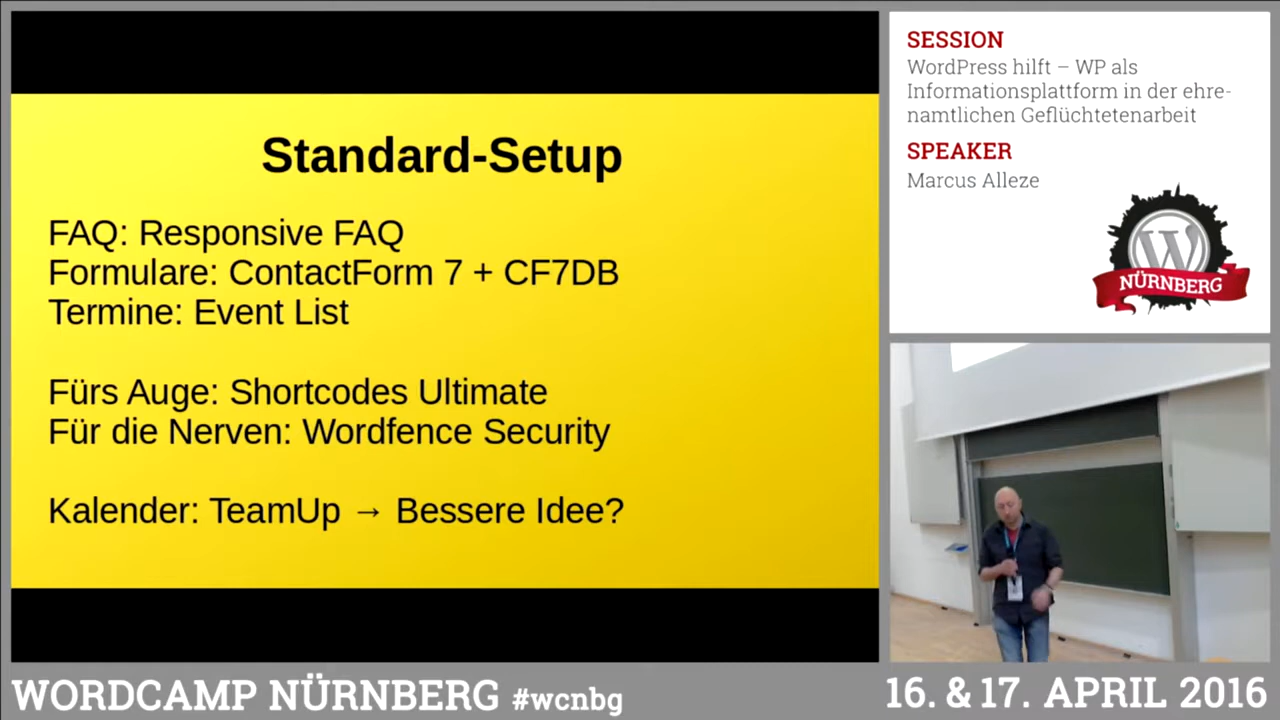 Standard-Setup
FAQ: Responsive FAQ
Formulare: ContactForm 7 + CF7DB
Termine: Event List
Fürs Auge: Shortcodes Ultimate
Für die Nerven: Wordfence Security
Kalender: TeamUp → Bessere Idee?
SESSION
WordPress hilft – WP als
Informationsplattform in der ehre-
namtlichen Geflüchtetenarbeit
SPEAKER
Marcus Alleze
W
NÜRNBERG
WORDCAMP NÜRNBERG #wcnbg
16. & 17. APRIL 2016